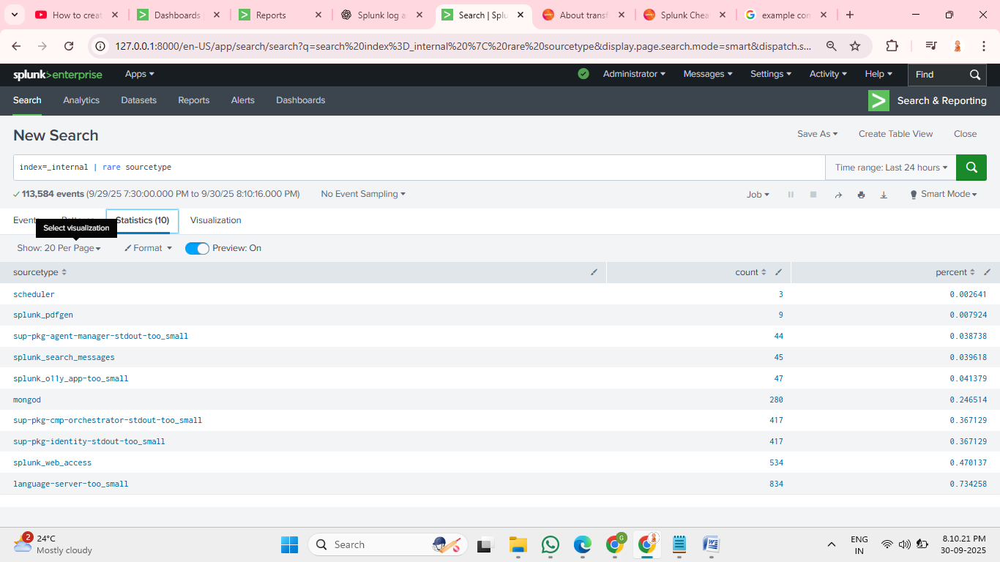 How to creat
Dashboards
Reports
Splunk log a
Search | Splu
About transf
Splunk Chea
example con
127.0.0.1:8000/en-US/app/search/search?q=search%20index%3D_internal%20%7C%20rare%20sourcetype&display.page.search.mode=smart&dispatch.s...
splunk>enterprise Apps Administrator Messages Settings Activity Help Find
Search Analytics Datasets Reports Alerts Dashboards Search & Reporting
New Search Save As Create Table View Close
index=_internal | rare sourcetype Time range: Last 24 hours
113,584 events (9/29/25 7:30:00.000 PM to 9/30/25 8:10:16.000 PM) No Event Sampling Job Smart Mode
Statistics (10) Visualization
Select visualization
Show: 20 Per Page Format Preview: On
sourcetype count percent
scheduler 3 0.002641
splunk_pdfgen 9 0.007924
sup-pkg-agent-manager-stdout-too_small 44 0.038738
splunk_search_messages 45 0.039618
splunk_o11y_app-too_small 47 0.041379
mongod 280 0.246514
sup-pkg-cmp-orchestrator-stdout-too_small 417 0.367129
sup-pkg-identity-stdout-too_small 417 0.367129
splunk_web_access 534 0.470137
language-server-too_small 834 0.734258
2
24°C
Mostly cloudy
Search
G
ENG
IN
8.10.21 PM
30-09-2025